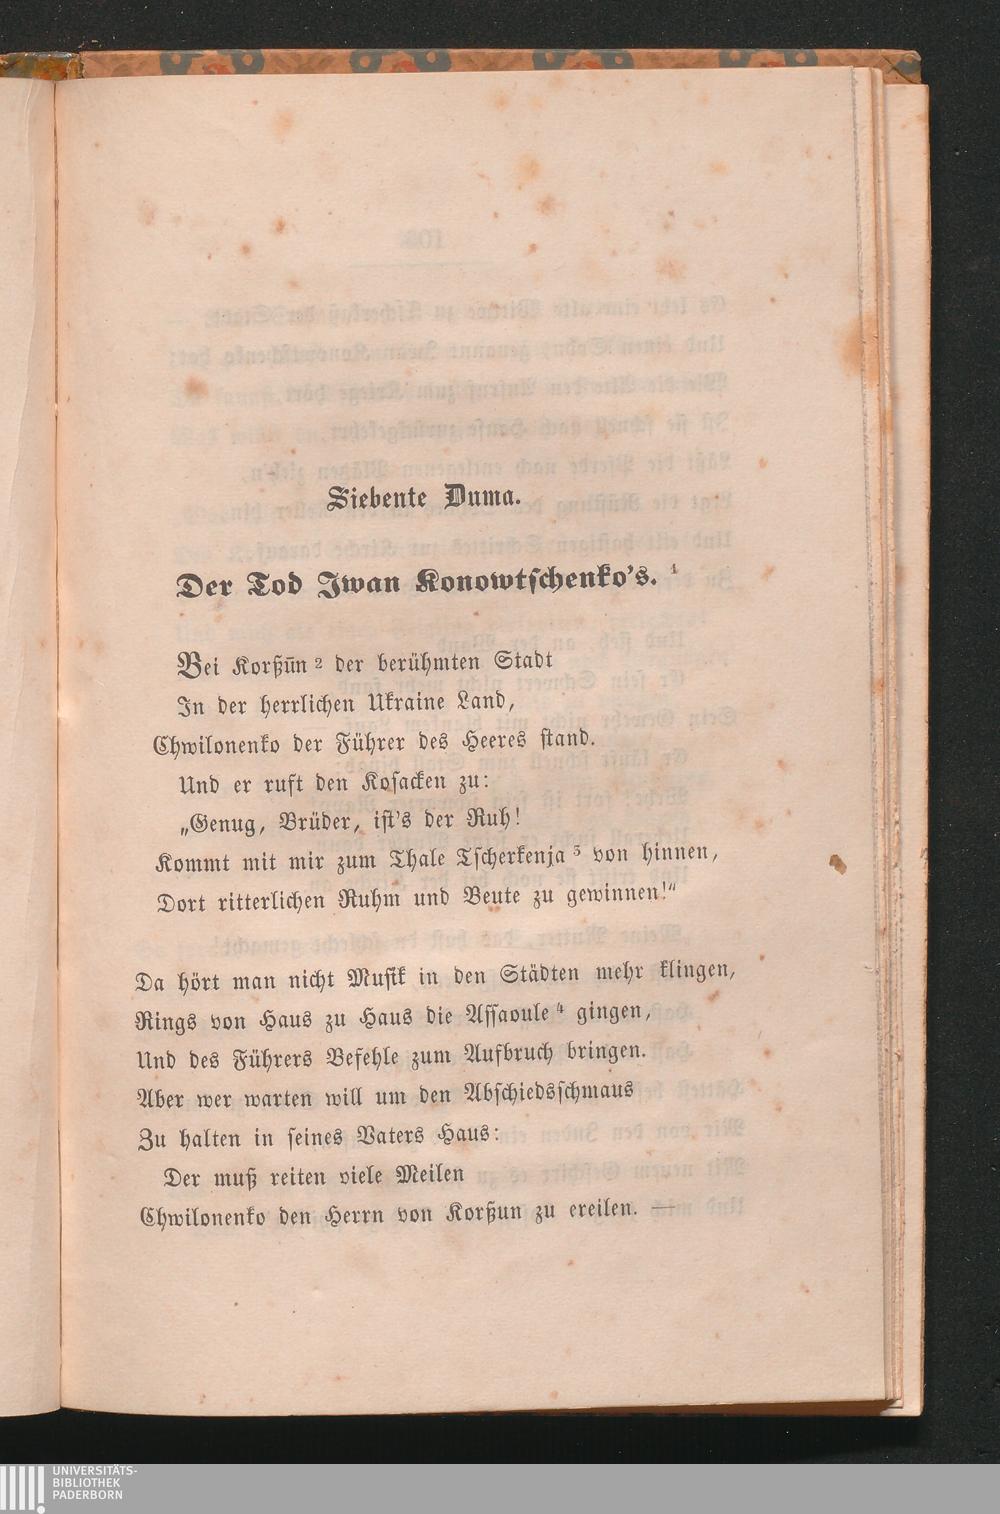 Siebente Duma.
Der Tod Iwan Konowtschenko's. 1
Bei Korßūn 2 der berühmten Stadt
In der herrlichen Ukraine Land,
Chwilonenko der Führer des Heeres stand.
Und er ruft den Kosacken zu:
„Genug, Brüder, ist's der Ruh!
Kommt mit mir zum Thale Tscherkenja 3 von hinnen,
Dort ritterlichen Ruhm und Beute zu gewinnen!“
Da hört man nicht Musik in den Städten mehr klingen,
Rings von Haus zu Haus die Assaoule 4 gingen,
Und des Führers Befehle zum Aufbruch bringen.
Aber wer warten will um den Abschiedsschmaus
Zu halten in seines Vaters Haus:
Der muß reiten viele Meilen
Chwilonenko den Herrn von Korßun zu ereilen. —
UNIVERSITÄTS-
BIBLIOTHEK
PADERBORN